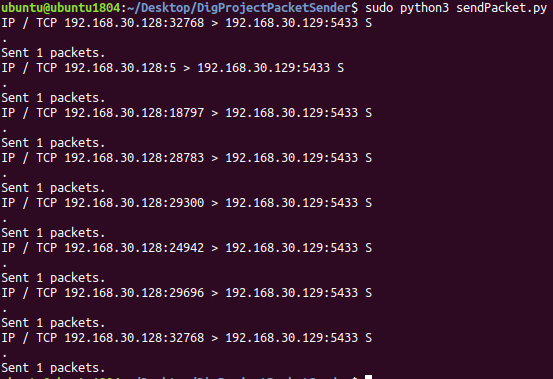 ubuntu@ubuntu1804:~/Desktop/DigProjectPacketSender$ sudo python3 sendPacket.py
IP / TCP 192.168.30.128:32768 > 192.168.30.129:5433 S
.
Sent 1 packets.
IP / TCP 192.168.30.128:5 > 192.168.30.129:5433 S
.
Sent 1 packets.
IP / TCP 192.168.30.128:18797 > 192.168.30.129:5433 S
.
Sent 1 packets.
IP / TCP 192.168.30.128:28783 > 192.168.30.129:5433 S
.
Sent 1 packets.
IP / TCP 192.168.30.128:29300 > 192.168.30.129:5433 S
.
Sent 1 packets.
IP / TCP 192.168.30.128:24942 > 192.168.30.129:5433 S
.
Sent 1 packets.
IP / TCP 192.168.30.128:29696 > 192.168.30.129:5433 S
.
Sent 1 packets.
IP / TCP 192.168.30.128:32768 > 192.168.30.129:5433 S
.
Sent 1 packets.
ubuntu@ubuntu1804:~/Desktop/DigProjectPacketSender$